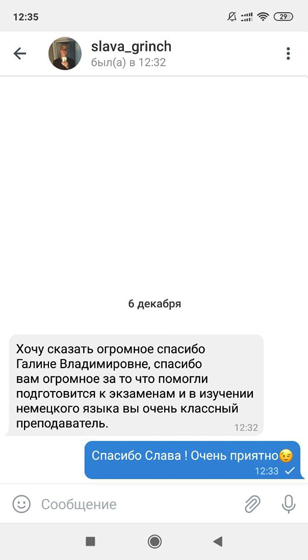 12:35
29
slava_grinch
был(а) в 12:32
6 декабря
Хочу сказать огромное спасибо
Галине Владимировне, спасибо
вам огромное за то что помогли
подготовится к экзаменам и в изучении
немецкого языка вы очень классный
преподаватель.
12:32
Спасибо Слава ! Очень приятно😉
12:33
Сообщение